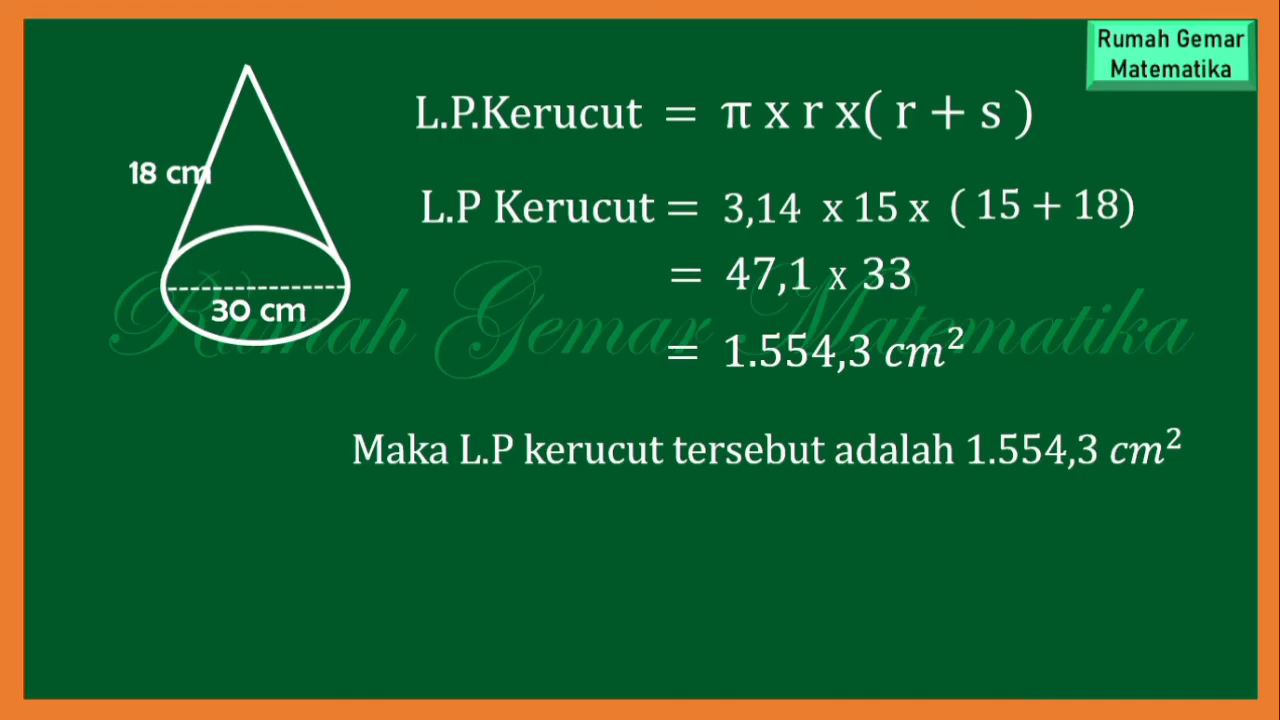 Rumah Gemar
Matematika
L.P.Kerucut = π x r x( r + s )
18 cm
L.P Kerucut = 3,14 x 15 x ( 15 + 18)
= 47,1 x 33
30 cm
Rumah Gemar Matematika
= 1.554,3 cm²
Maka L.P kerucut tersebut adalah 1.554,3 cm²